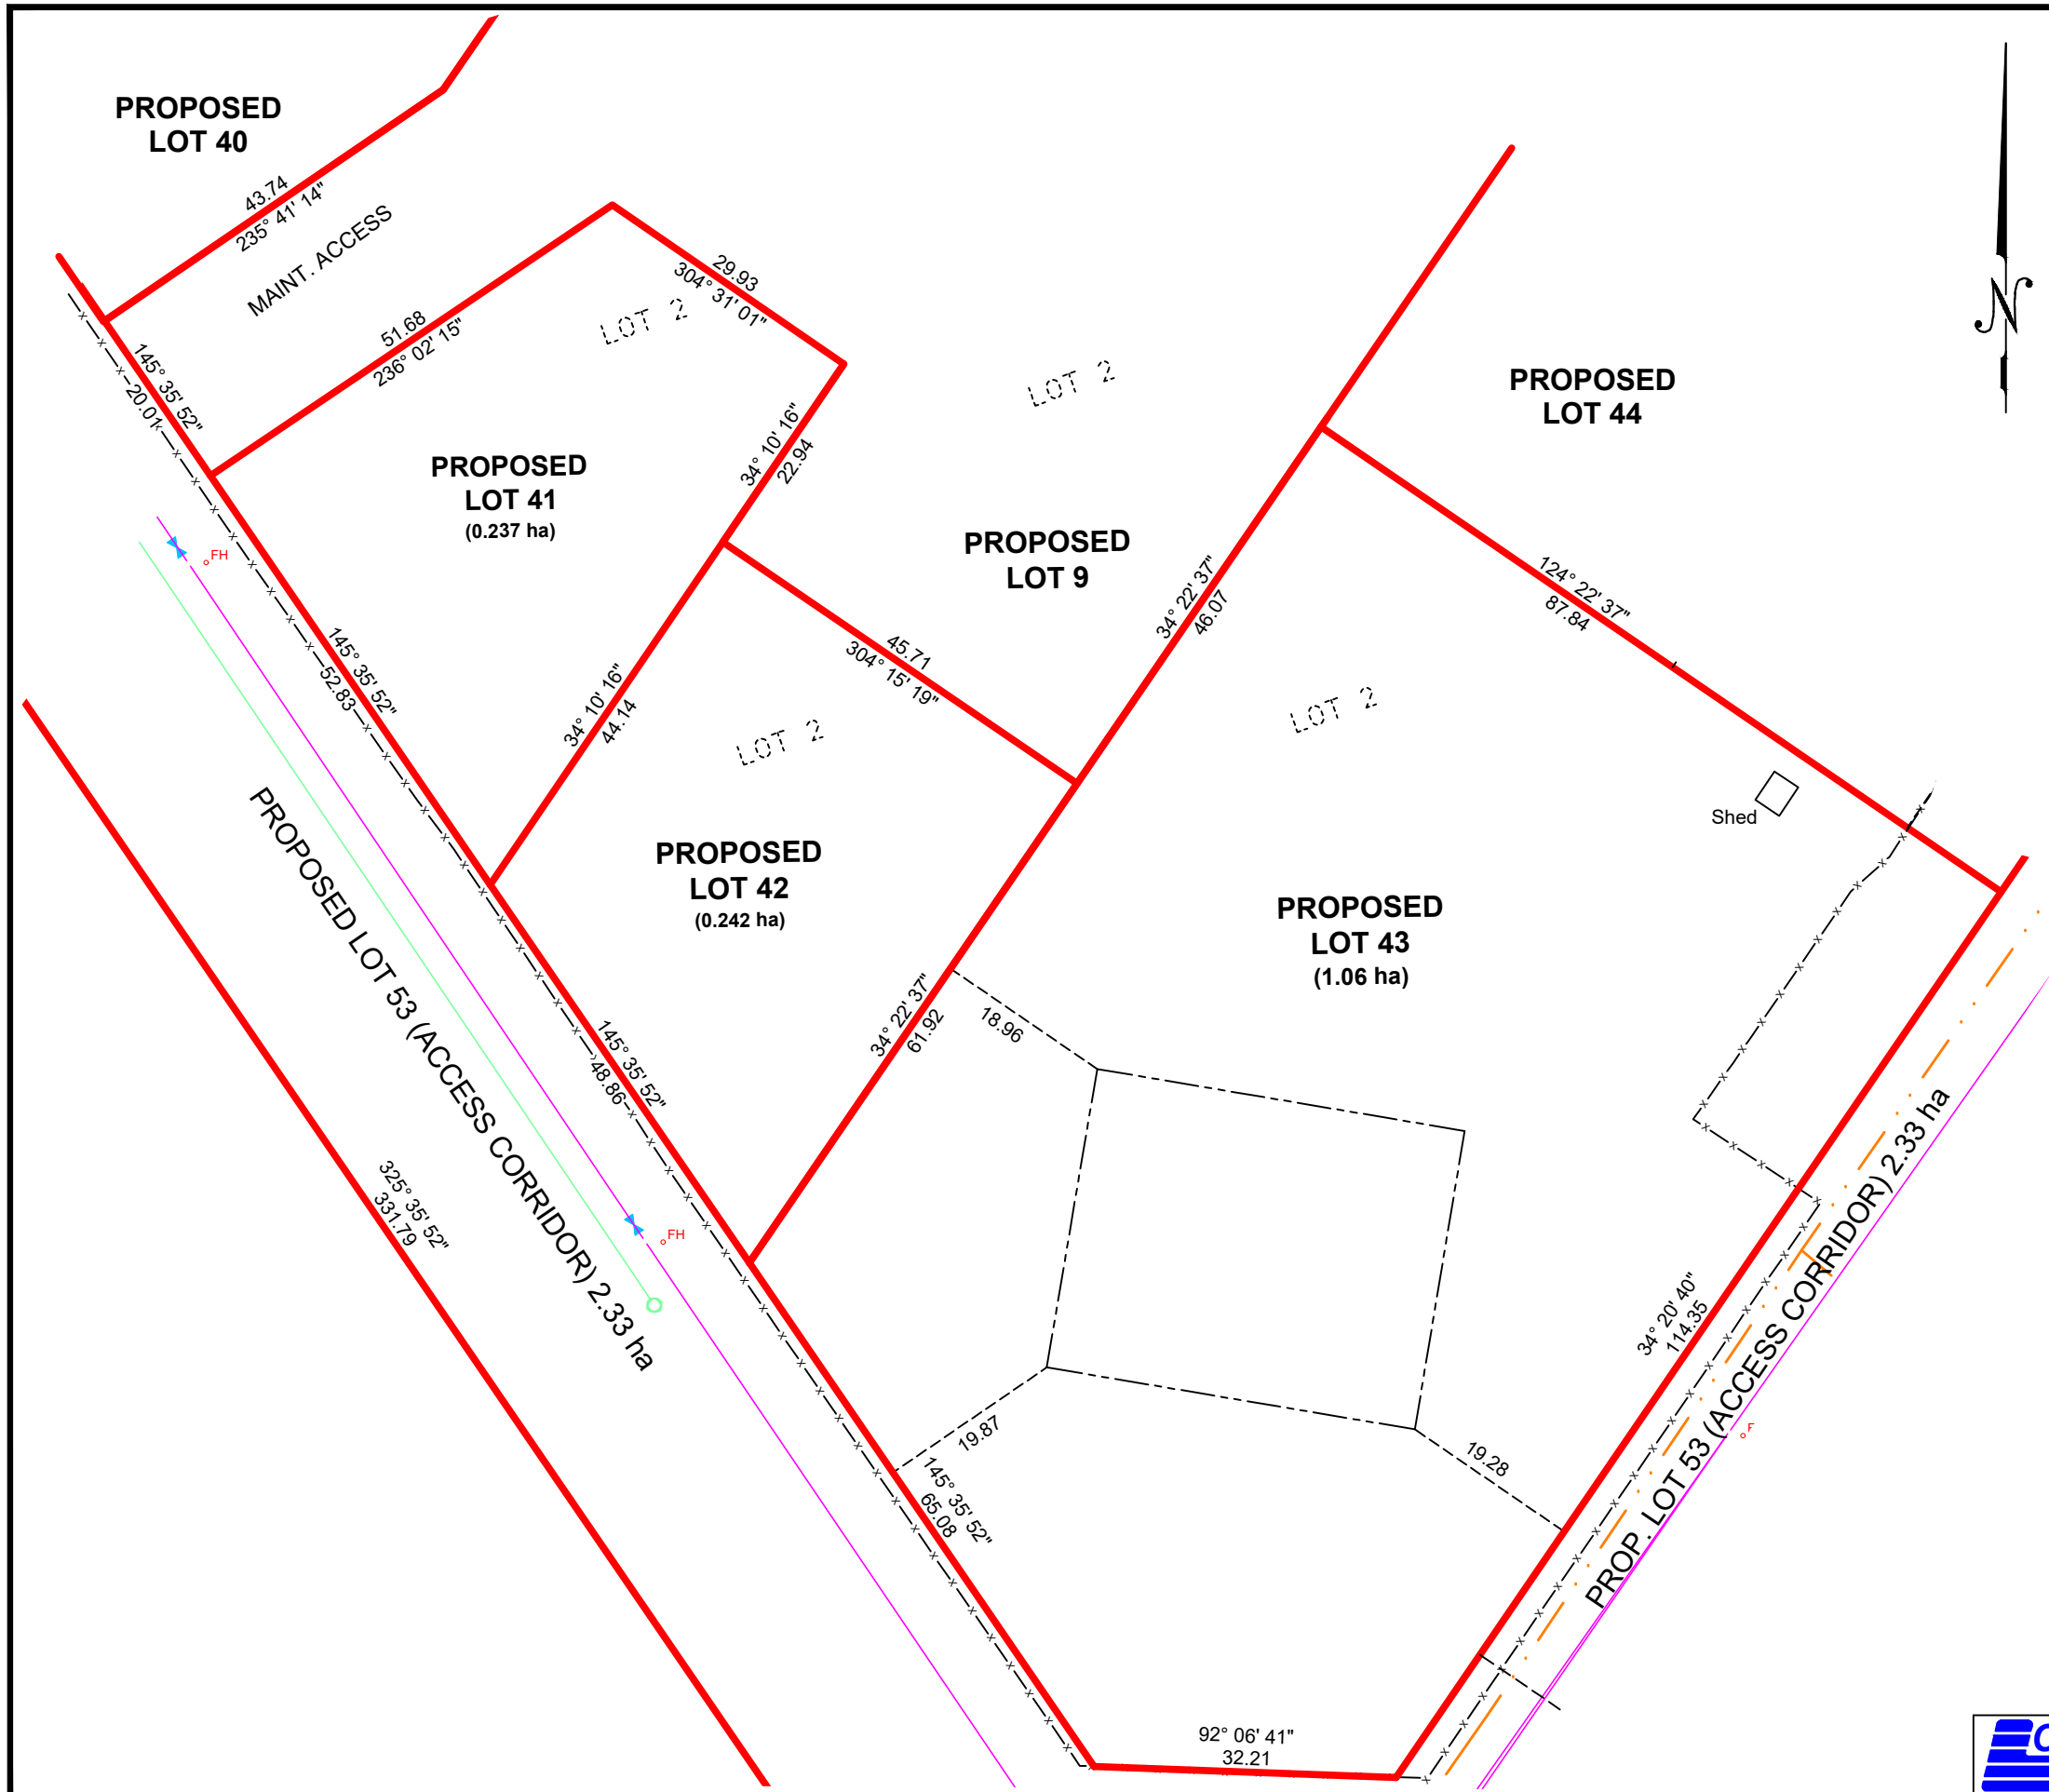 PROPOSED
LOT 40
43.74
235° 41' 14"
MAINT. ACCESS
145° 35' 52"
20.01
51.68
236° 02' 15"
LOT 2
29.93
304° 31' 01"
LOT 2
PROPOSED
LOT 44
PROPOSED
LOT 41
(0.237 ha)
34° 10' 16"
22.94
PROPOSED
LOT 9
FH
34° 22' 37"
46.07
124° 22' 37"
87.84
145° 35' 52"
52.83
34° 10' 16"
44.14
45.71
304° 15' 19"
LOT 2
LOT 2
Shed
PROPOSED LOT 53 (ACCESS CORRIDOR) 2.33 ha
PROPOSED
LOT 42
(0.242 ha)
PROPOSED
LOT 43
(1.06 ha)
34° 22' 37"
61.92
18.96
145° 35' 52"
48.86
325° 35' 52"
331.79
FH
PROP. LOT 53 (ACCESS CORRIDOR) 2.33 ha
34° 20' 40"
114.35
19.87
19.28
145° 35' 52"
65.08
92° 06' 41"
32.21
N